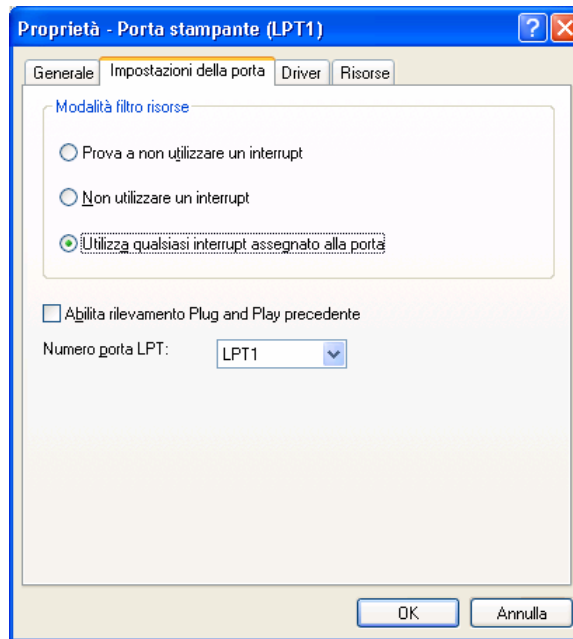 Proprietà - Porta stampante (LPT1)
Generale Impostazioni della porta Driver Risorse
Modalità filtro risorse
Prova a non utilizzare un interrupt
Non utilizzare un interrupt
Utilizza qualsiasi interrupt assegnato alla porta
Abilita rilevamento Plug and Play precedente
Numero porta LPT: LPT1
OK Annulla